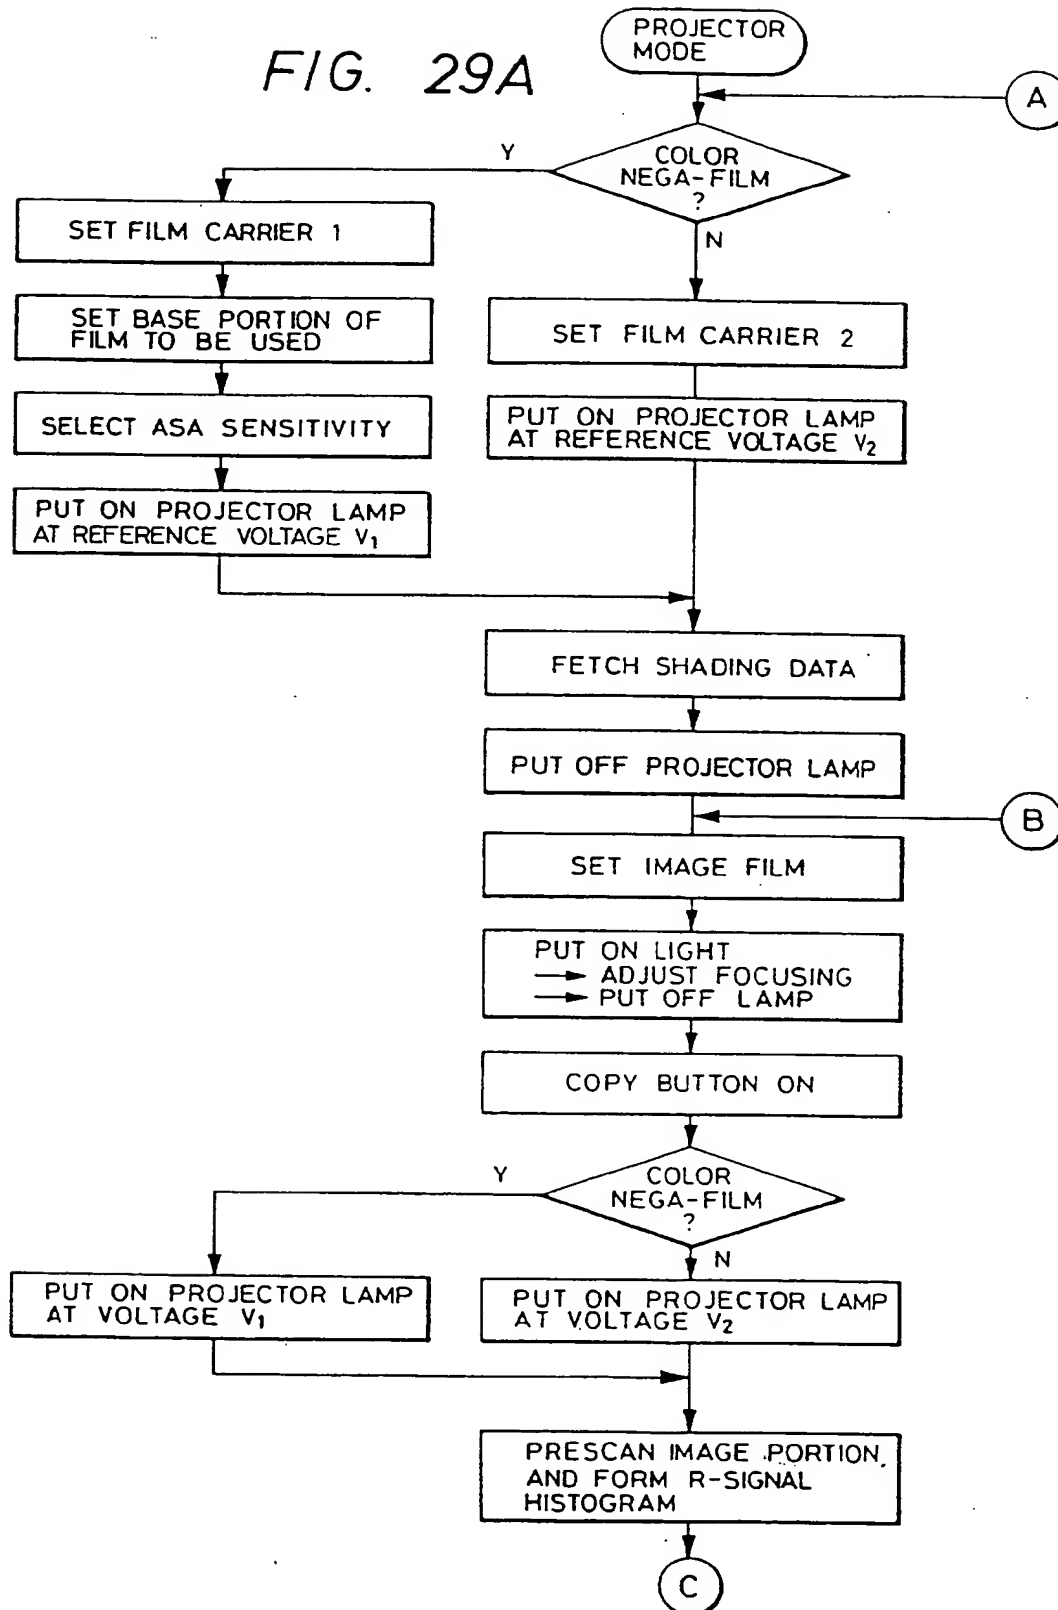 FIG. 29A
PROJECTOR
MODE
A
COLOR
NEGA-FILM
?
Y
N
SET FILM CARRIER 1
SET BASE PORTION OF
FILM TO BE USED
SELECT ASA SENSITIVITY
PUT ON PROJECTOR LAMP
AT REFERENCE VOLTAGE V₁
SET FILM CARRIER 2
PUT ON PROJECTOR LAMP
AT REFERENCE VOLTAGE V₂
FETCH SHADING DATA
PUT OFF PROJECTOR LAMP
B
SET IMAGE FILM
PUT ON LIGHT
→ ADJUST FOCUSING
→ PUT OFF LAMP
COPY BUTTON ON
COLOR
NEGA-FILM
?
Y
N
PUT ON PROJECTOR LAMP
AT VOLTAGE V₁
PUT ON PROJECTOR LAMP
AT VOLTAGE V₂
PRESCAN IMAGE PORTION
AND FORM R-SIGNAL
HISTOGRAM
C